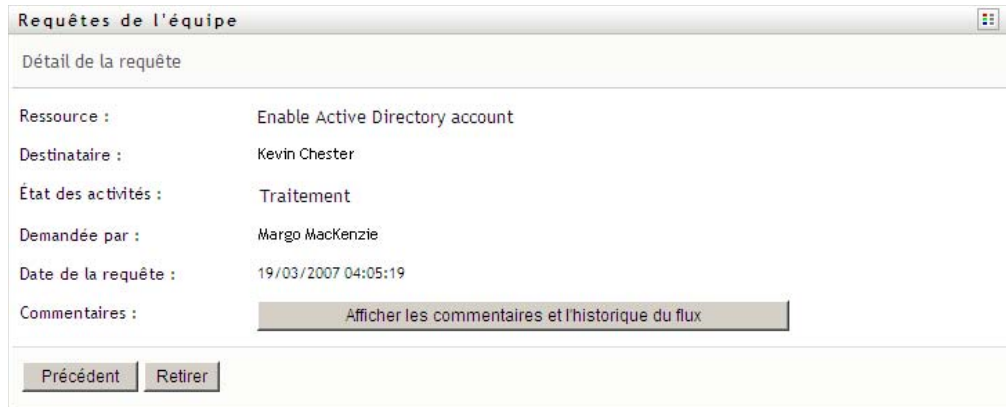 Requêtes de l'équipe
Détail de la requête
Ressource : Enable Active Directory account
Destinataire : Kevin Chester
État des activités : Traitement
Demandée par : Margo MacKenzie
Date de la requête : 19/03/2007 04:05:19
Commentaires : Afficher les commentaires et l'historique du flux
Précédent Retirer